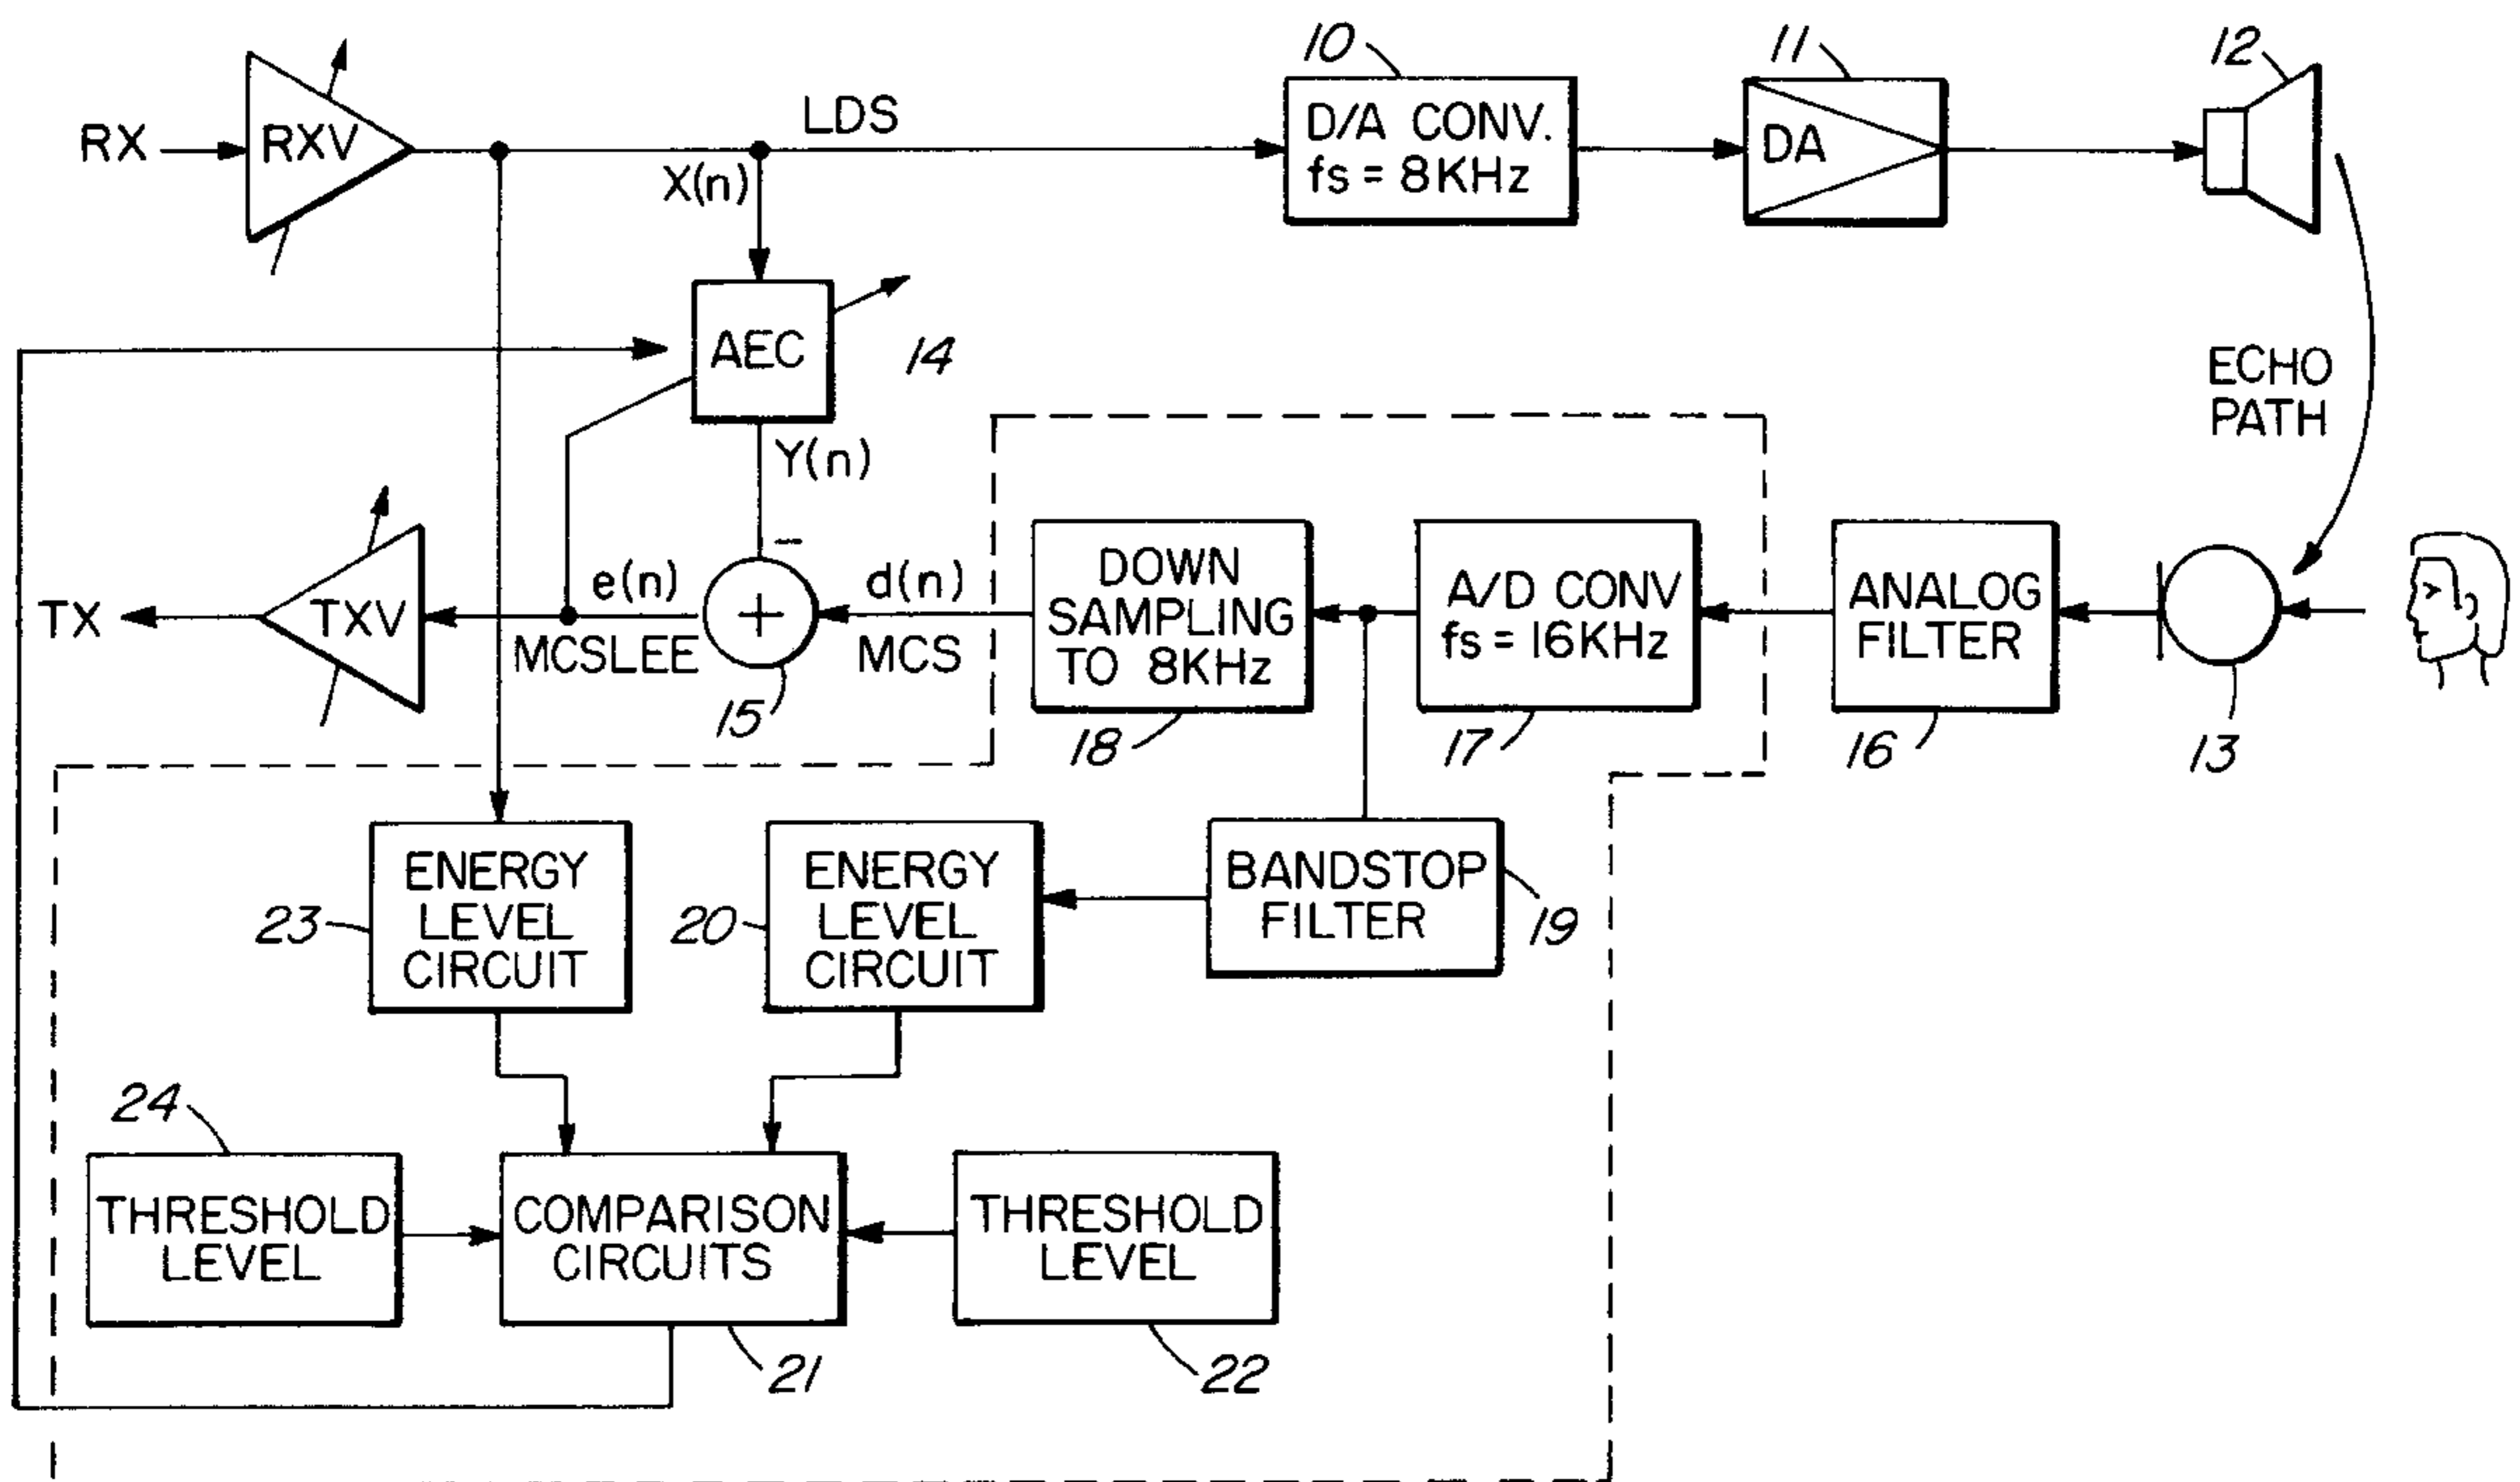 10
11
12
RX
RXV
LDS
D/A CONV.
fs = 8KHz
DA
X(n)
AEC
14
ECHO
PATH
Y(n)
-
TX
TXV
e(n)
MCSLEE
+
15
d(n)
MCS
DOWN
SAMPLING
TO 8KHz
18
A/D CONV
fs = 16KHz
17
ANALOG
FILTER
16
13
23
ENERGY
LEVEL
CIRCUIT
20
ENERGY
LEVEL
CIRCUIT
BANDSTOP
FILTER
19
24
THRESHOLD
LEVEL
COMPARISON
CIRCUITS
THRESHOLD
LEVEL
21
22